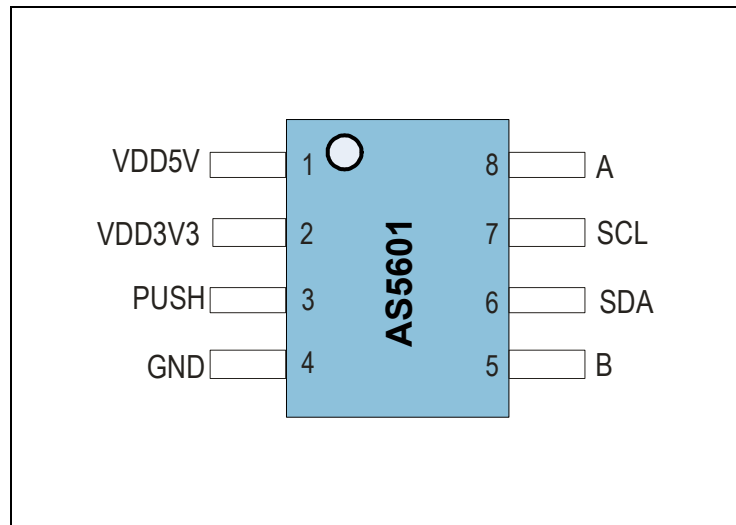 VDD5V 1 8 A
VDD3V3 2 7 SCL
PUSH 3 6 SDA
GND 4 5 B
AS5601